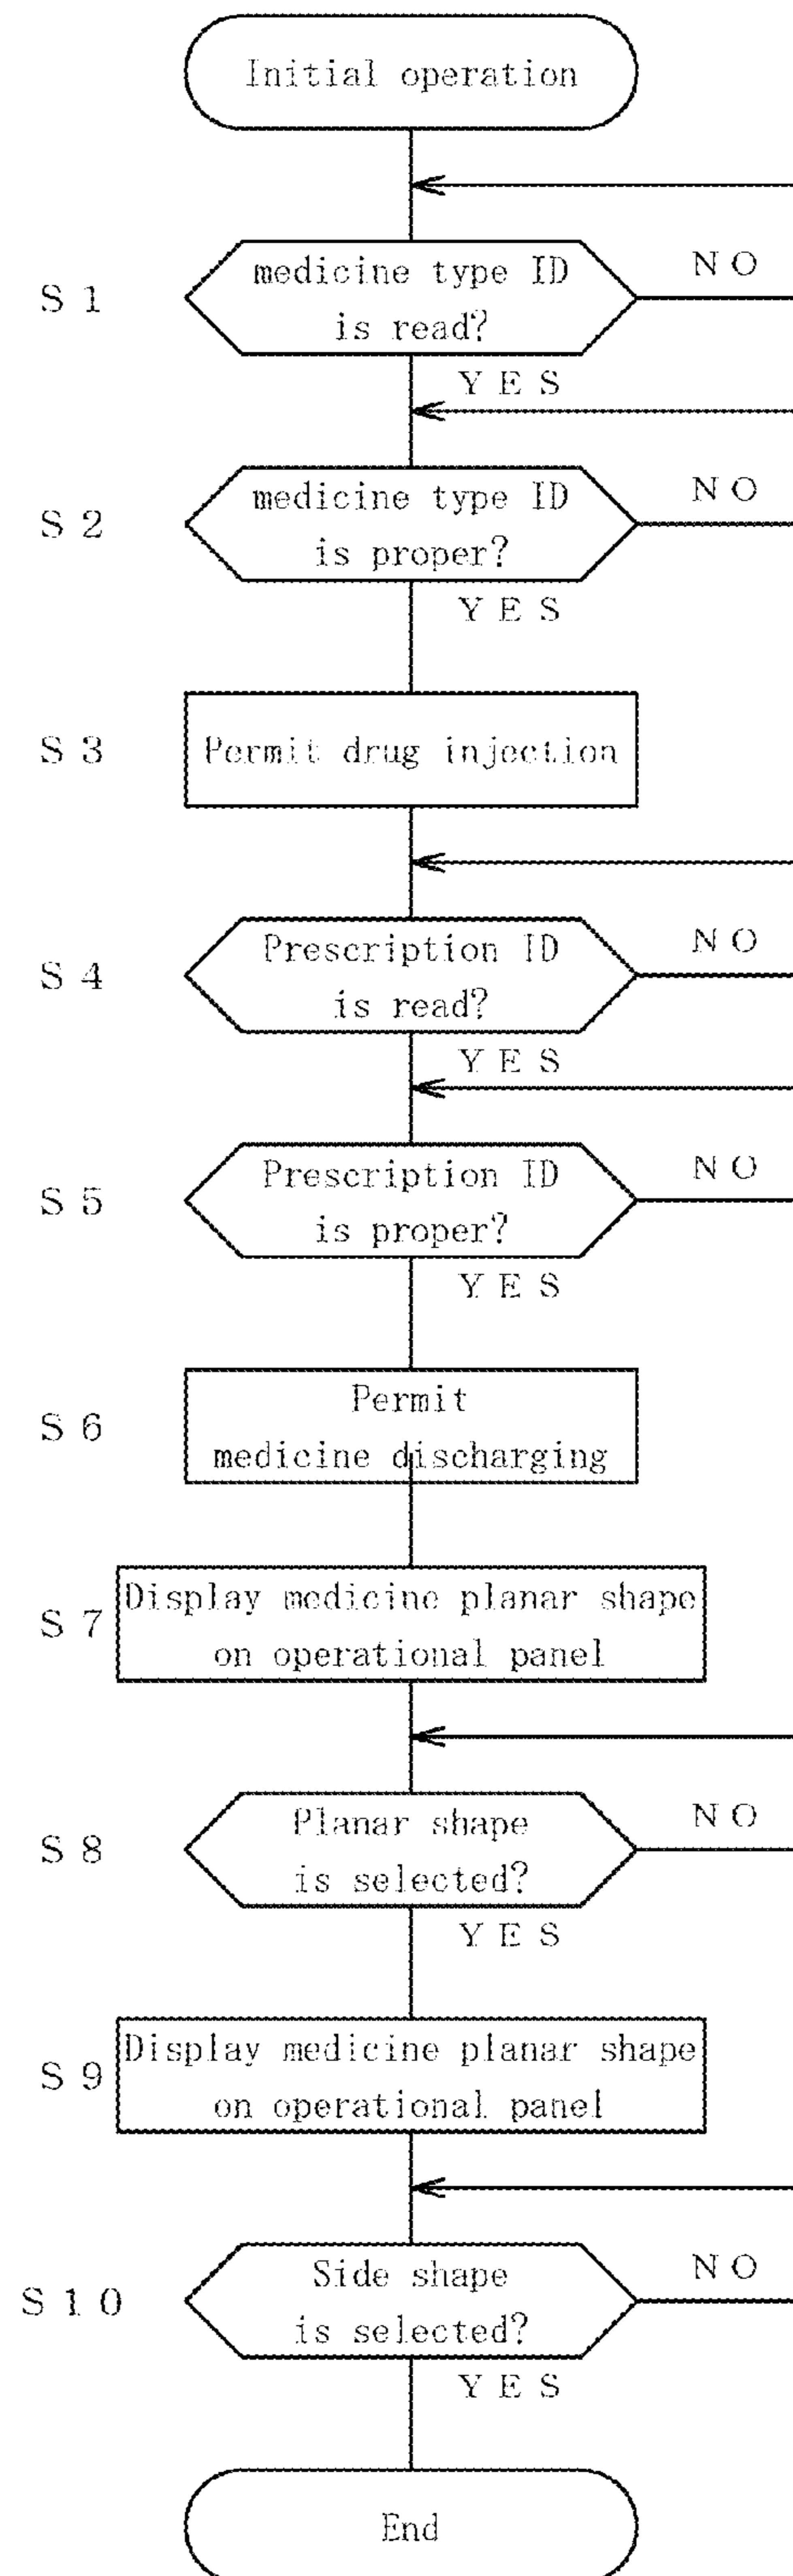 Initial operation
S 1
medicine type ID
is read?
N O
Y E S
S 2
medicine type ID
is proper?
N O
Y E S
S 3
Permit drug injection
S 4
Prescription ID
is read?
N O
Y E S
S 5
Prescription ID
is proper?
N O
Y E S
S 6
Permit
medicine discharging
S 7
Display medicine planar shape
on operational panel
S 8
Planar shape
is selected?
N O
Y E S
S 9
Display medicine planar shape
on operational panel
S 1 0
Side shape
is selected?
N O
Y E S
End